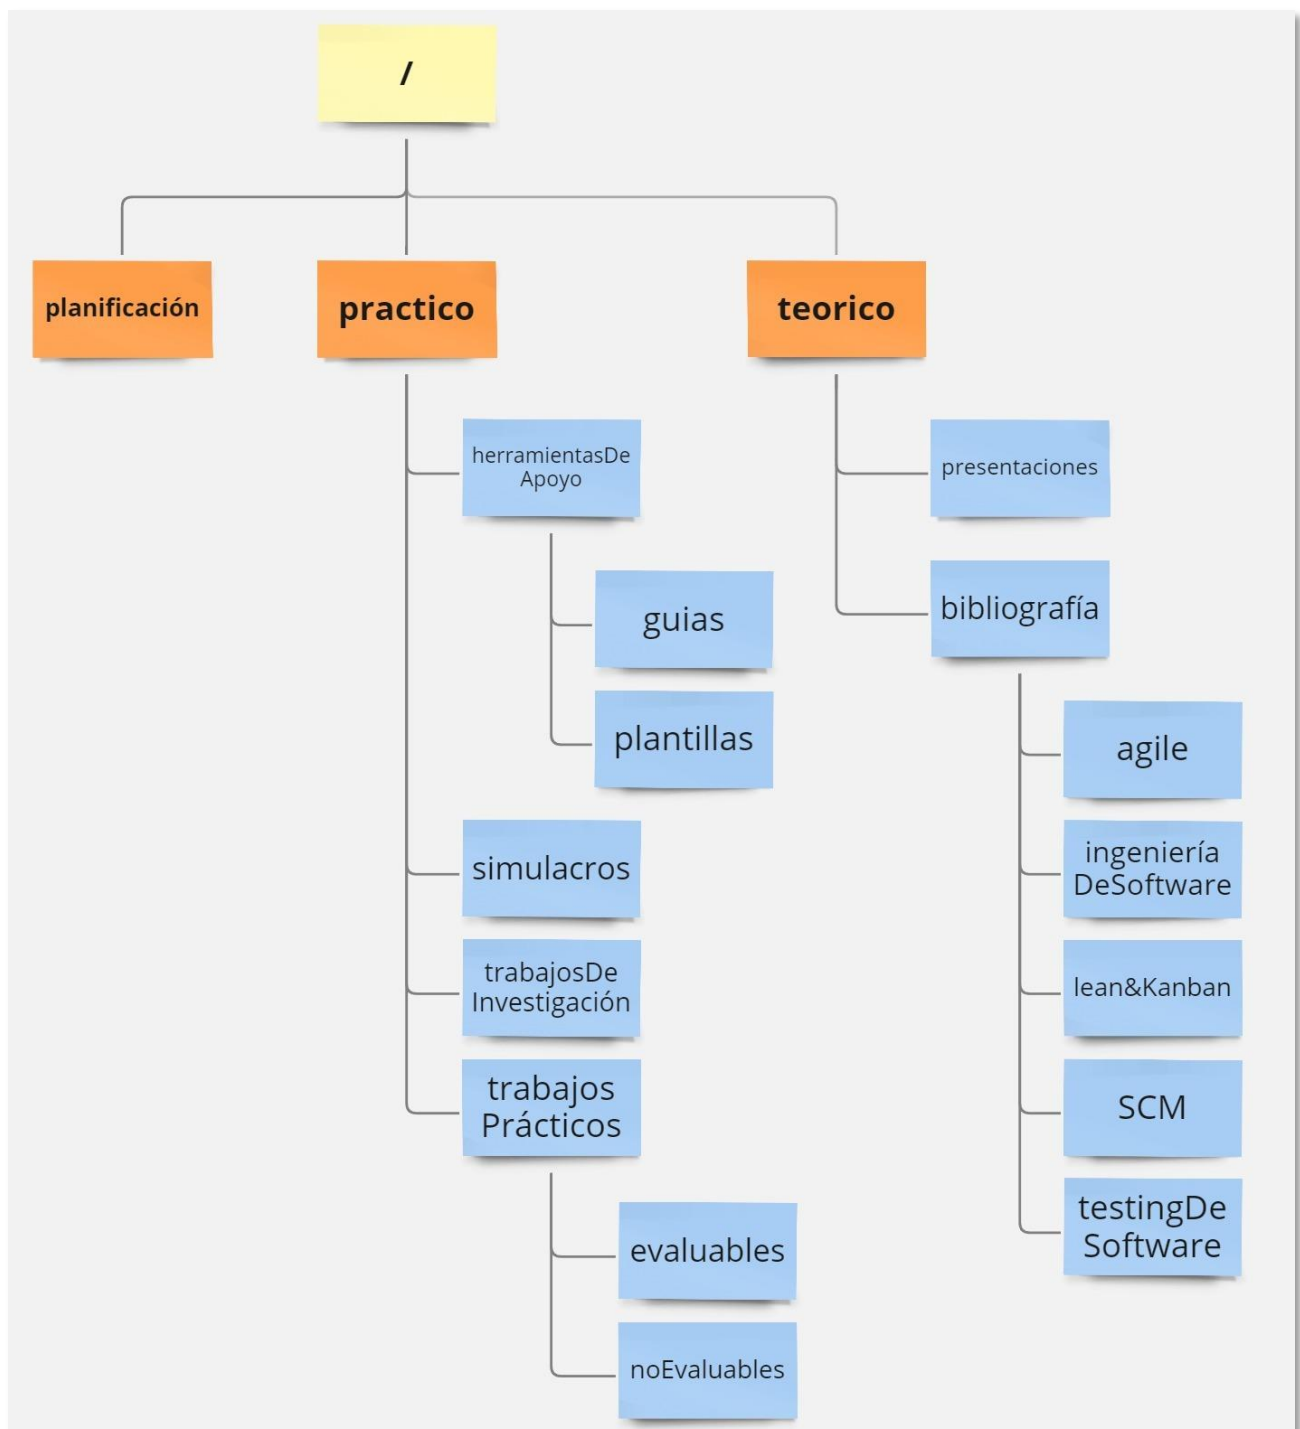 /
planificación
practico
teorico
herramientasDe
Apoyo
presentaciones
guias
bibliografía
plantillas
agile
simulacros
ingeniería
DeSoftware
trabajosDe
Investigación
lean&Kanban
trabajos
Prácticos
SCM
testingDe
Software
evaluables
noEvaluables